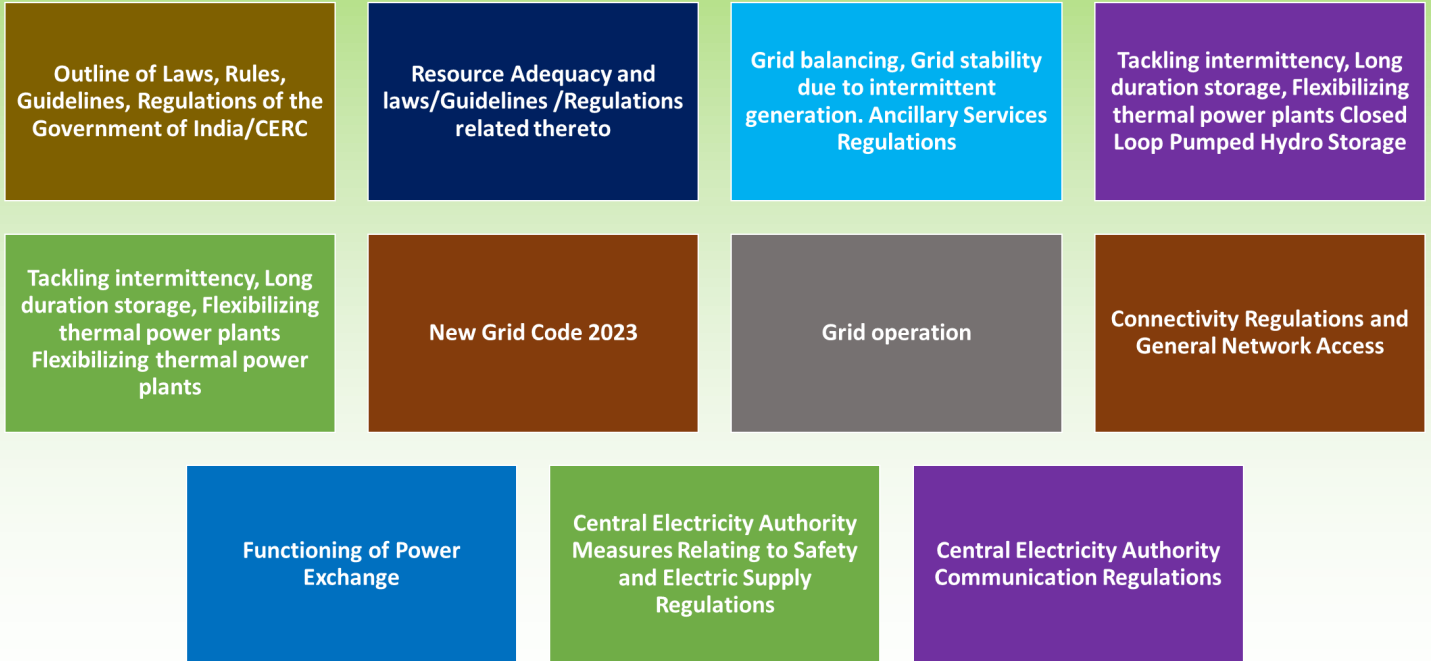 Outline of Laws, Rules,
Guidelines, Regulations of the
Government of India/CERC
Resource Adequacy and
laws/Guidelines /Regulations
related thereto
Grid balancing, Grid stability
due to intermittent
generation. Ancillary Services
Regulations
Tackling intermittency, Long
duration storage, Flexibilizing
thermal power plants Closed
Loop Pumped Hydro Storage
Tackling intermittency, Long
duration storage, Flexibilizing
thermal power plants
Flexibilizing thermal power
plants
New Grid Code 2023
Grid operation
Connectivity Regulations and
General Network Access
Functioning of Power
Exchange
Central Electricity Authority
Measures Relating to Safety
and Electric Supply
Regulations
Central Electricity Authority
Communication Regulations